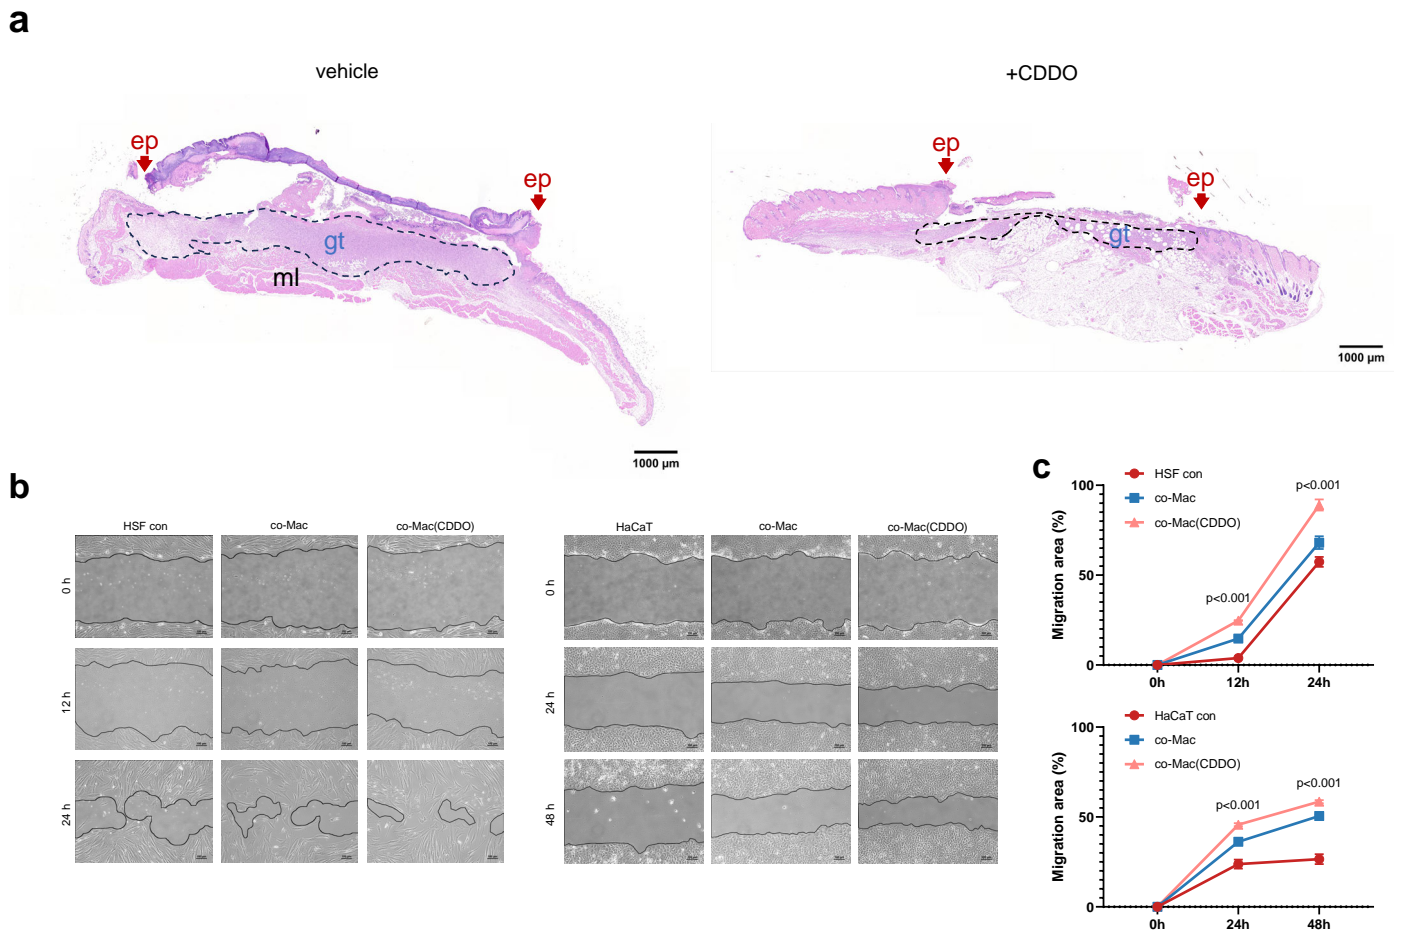 a
vehicle
+CDDO
ep
ep
gt
ml
1000 µm
ep
ep
gt
1000 µm
b
HSF con
co-Mac
co-Mac(CDDO)
0 h
12 h
24 h
HaCaT
co-Mac
co-Mac(CDDO)
0 h
24 h
48 h
c
HSF con
co-Mac
co-Mac(CDDO)
Migration area (%)
100
50
0
p<0.001
p<0.001
0h
12h
24h
HaCaT con
co-Mac
co-Mac(CDDO)
Migration area (%)
100
50
0
p<0.001
p<0.001
0h
24h
48h